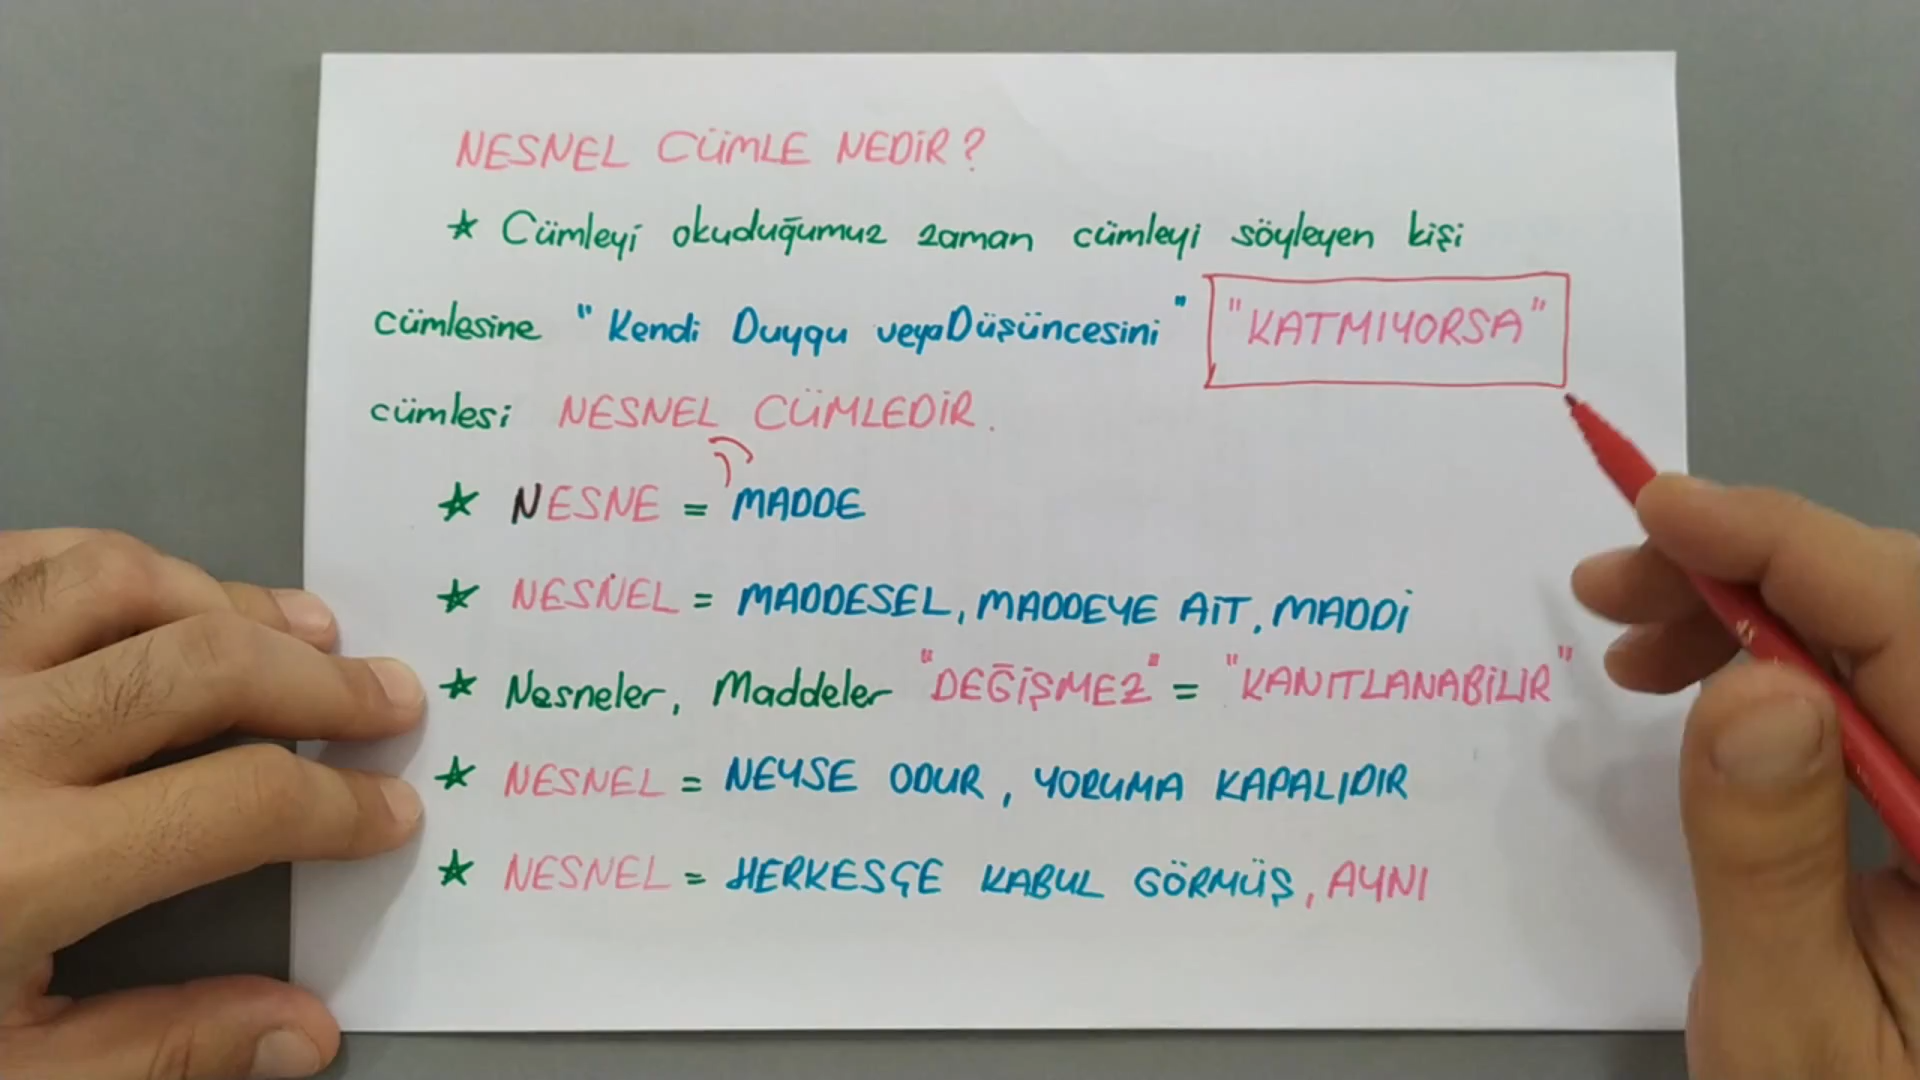 NESNEL CÜMLE NEDİR?
★ Cümleyi okuduğumuz zaman cümleyi söyleyen kişi
cümlesine "Kendi Duygu veya Düşüncesini" "KATMIYORSA"
cümlesi NESNEL CÜMLEDİR.
★ NESNE = MADDE
★ NESNEL = MADDESEL, MADDEYE AİT, MADDİ
★ Nesneler, Maddeler "DEĞİŞMEZ" = "KANITLANABİLIR"
★ NESNEL = NEYSE ODUR, YORUMA KAPALIDIR
★ NESNEL = HERKESÇE KABUL GÖRMÜŞ, AYNI